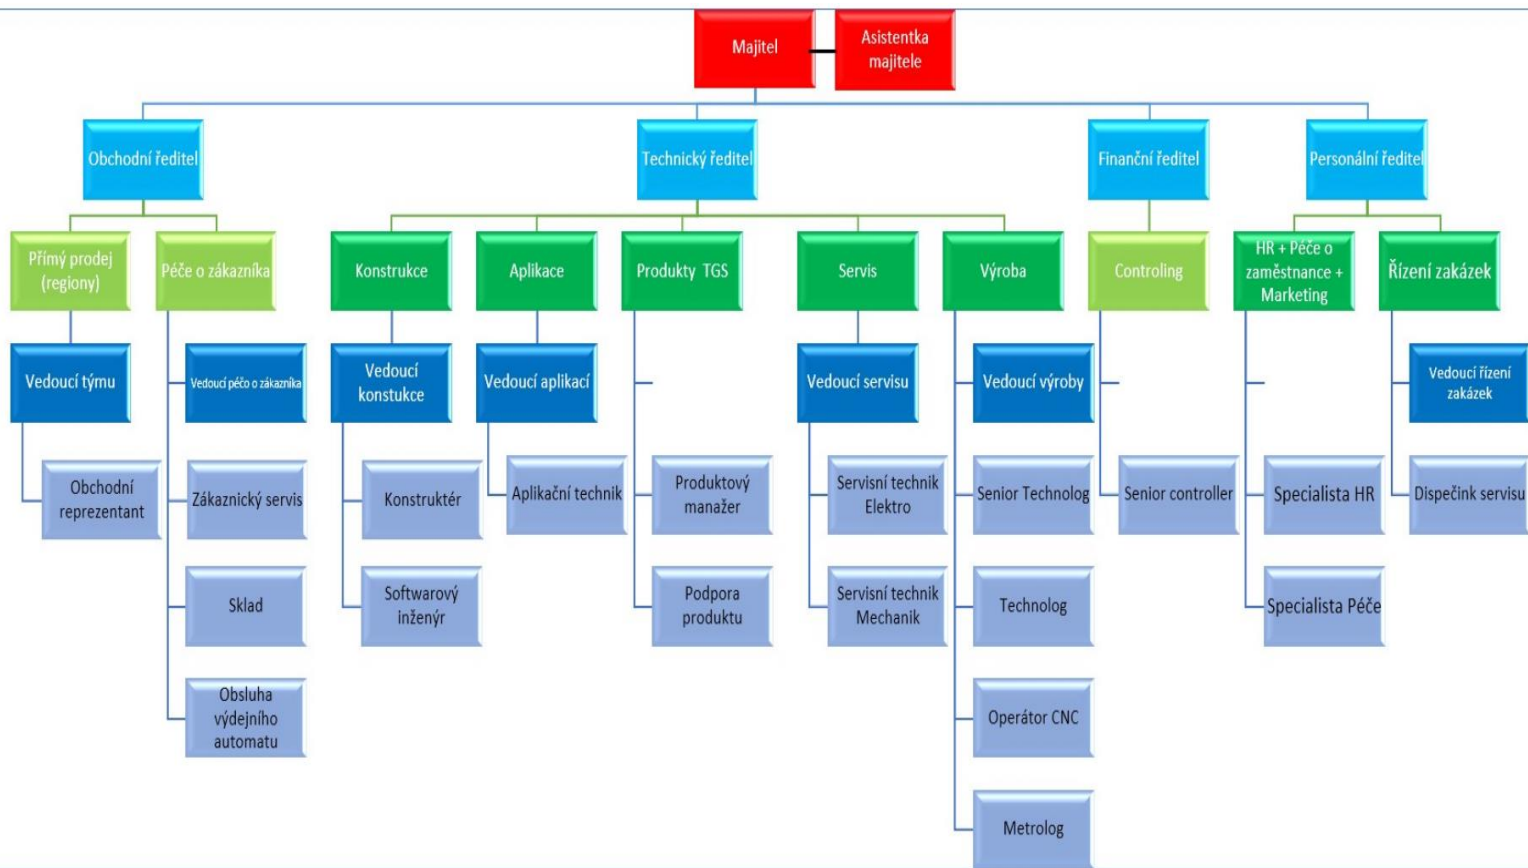 Majitel
Asistentka
majitele
Obchodní ředitel
Technický ředitel
Finanční ředitel
Personální ředitel
Přímý prodej
(regiony)
Péče o zákazníka
Konstrukce
Aplikace
Produkty TGS
Servis
Výroba
Controling
HR + Péče o
zaměstnance +
Marketing
Řízení zakázek
Vedoucí týmu
Vedoucí péčo o zákazníka
Vedoucí
konstukce
Vedoucí aplikací
Vedoucí servisu
Vedoucí výroby
Vedoucí řízení
zakázek
Obchodní
reprezentant
Zákaznický servis
Konstruktér
Aplikační technik
Produktový
manažer
Servisní technik
Elektro
Senior Technolog
Senior controller
Specialista HR
Dispečink servisu
Sklad
Softwarový
inženýr
Podpora
produktu
Servisní technik
Mechanik
Technolog
Specialista Péče
Obsluha
výdejního
automatu
Operátor CNC
Metrolog